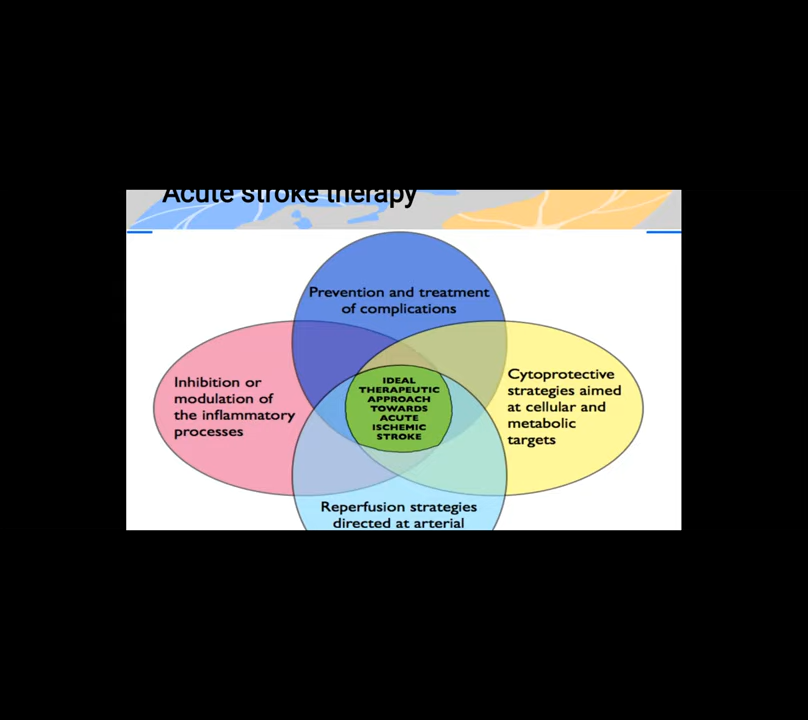 Acute stroke therapy
Prevention and treatment
of complications
Inhibition or
modulation of
the inflammatory
processes
IDEAL
THERAPEUTIC
APPROACH
TOWARDS
ACUTE
ISCHEMIC
STROKE
Cytoprotective
strategies aimed
at cellular and
metabolic
targets
Reperfusion strategies
directed at arterial